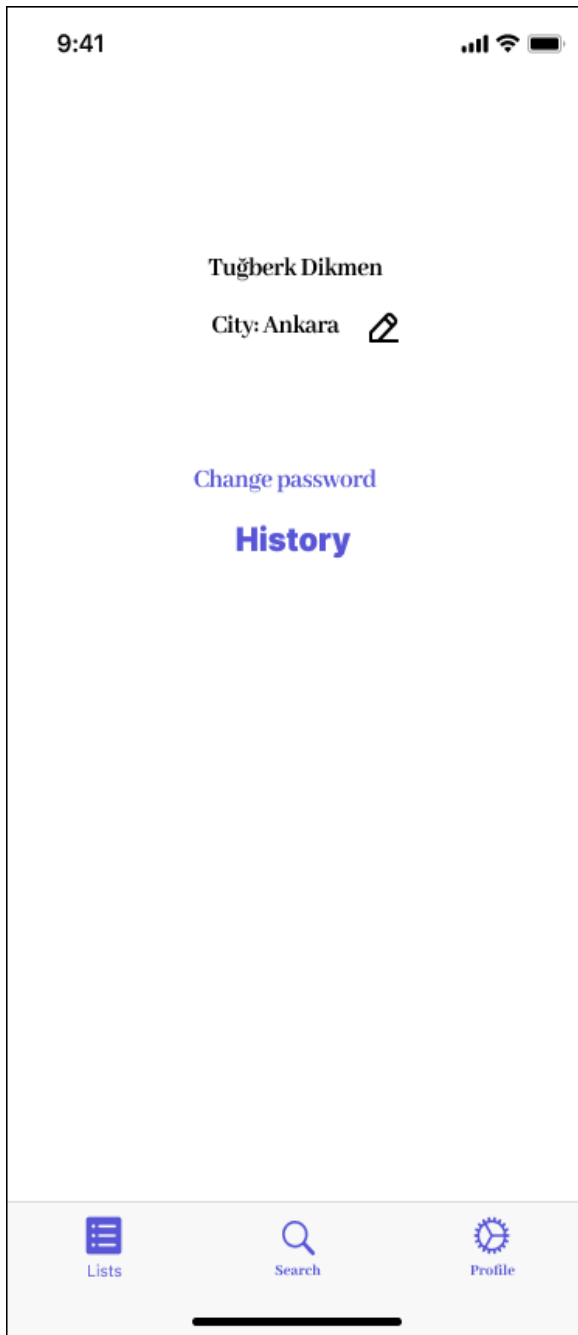 9:41
Tuğberk Dikmen
City: Ankara
Change password
History
Lists Search Profile